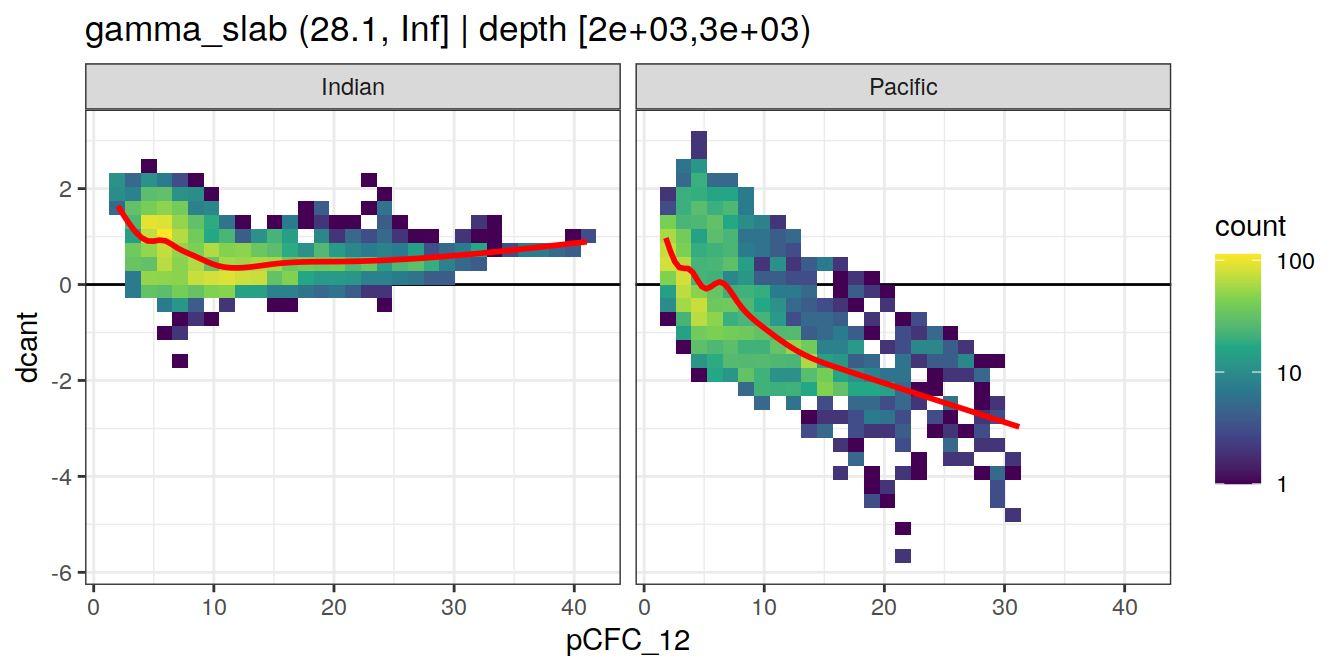 gamma_slab (28.1, Inf] | depth [2e+03,3e+03)
Indian
Pacific
dcant
2
0
-2
-4
-6
0 10 20 30 40
0 10 20 30 40
pCFC_12
count
100
10
1